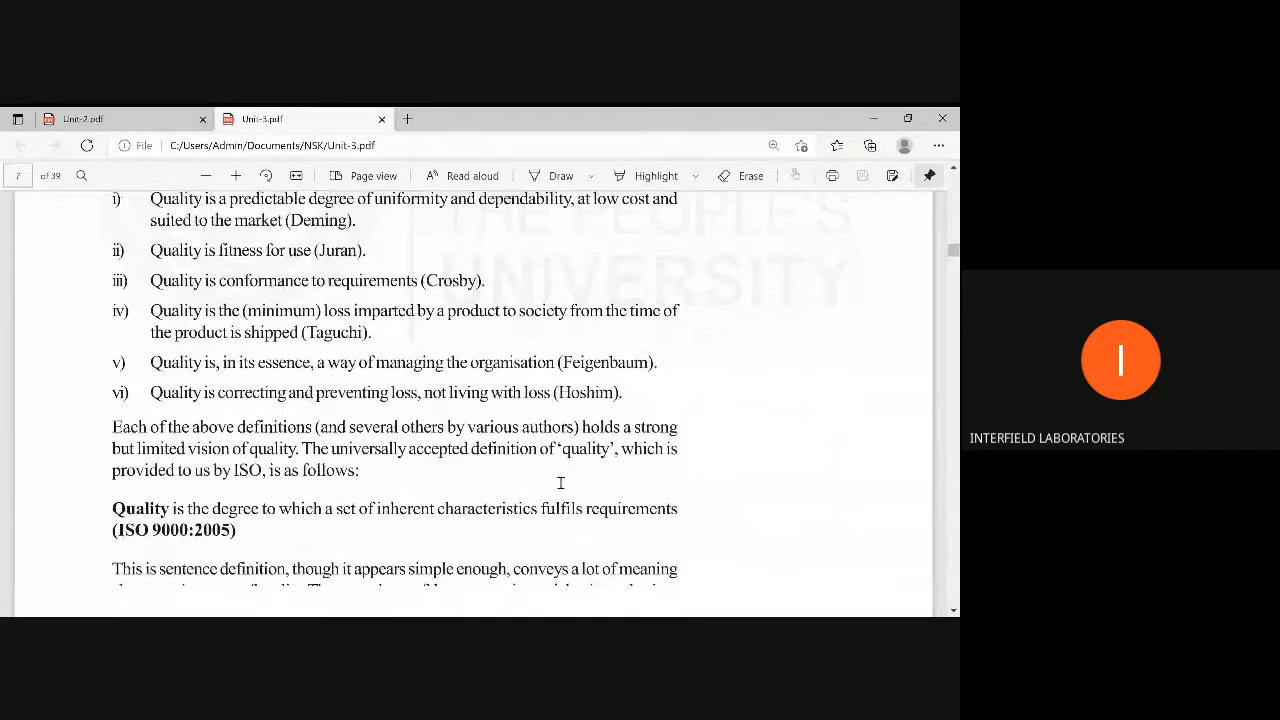 Unit-2.pdf
Unit-3.pdf
File
C:/Users/Admin/Documents/NSK/Unit-3.pdf
7 of 39
Page view
Read aloud
Draw
Highlight
Erase
THE PEOPLE'S
UNIVERSITY
i) Quality is a predictable degree of uniformity and dependability, at low cost and
suited to the market (Deming).
ii) Quality is fitness for use (Juran).
iii) Quality is conformance to requirements (Crosby).
iv) Quality is the (minimum) loss imparted by a product to society from the time of
the product is shipped (Taguchi).
v) Quality is, in its essence, a way of managing the organisation (Feigenbaum).
vi) Quality is correcting and preventing loss, not living with loss (Hoshim).
Each of the above definitions (and several others by various authors) holds a strong
but limited vision of quality. The universally accepted definition of 'quality', which is
provided to us by ISO, is as follows:
Quality is the degree to which a set of inherent characteristics fulfils requirements
(ISO 9000:2005)
This is sentence definition, though it appears simple enough, conveys a lot of meaning
I
INTERFIELD LABORATORIES